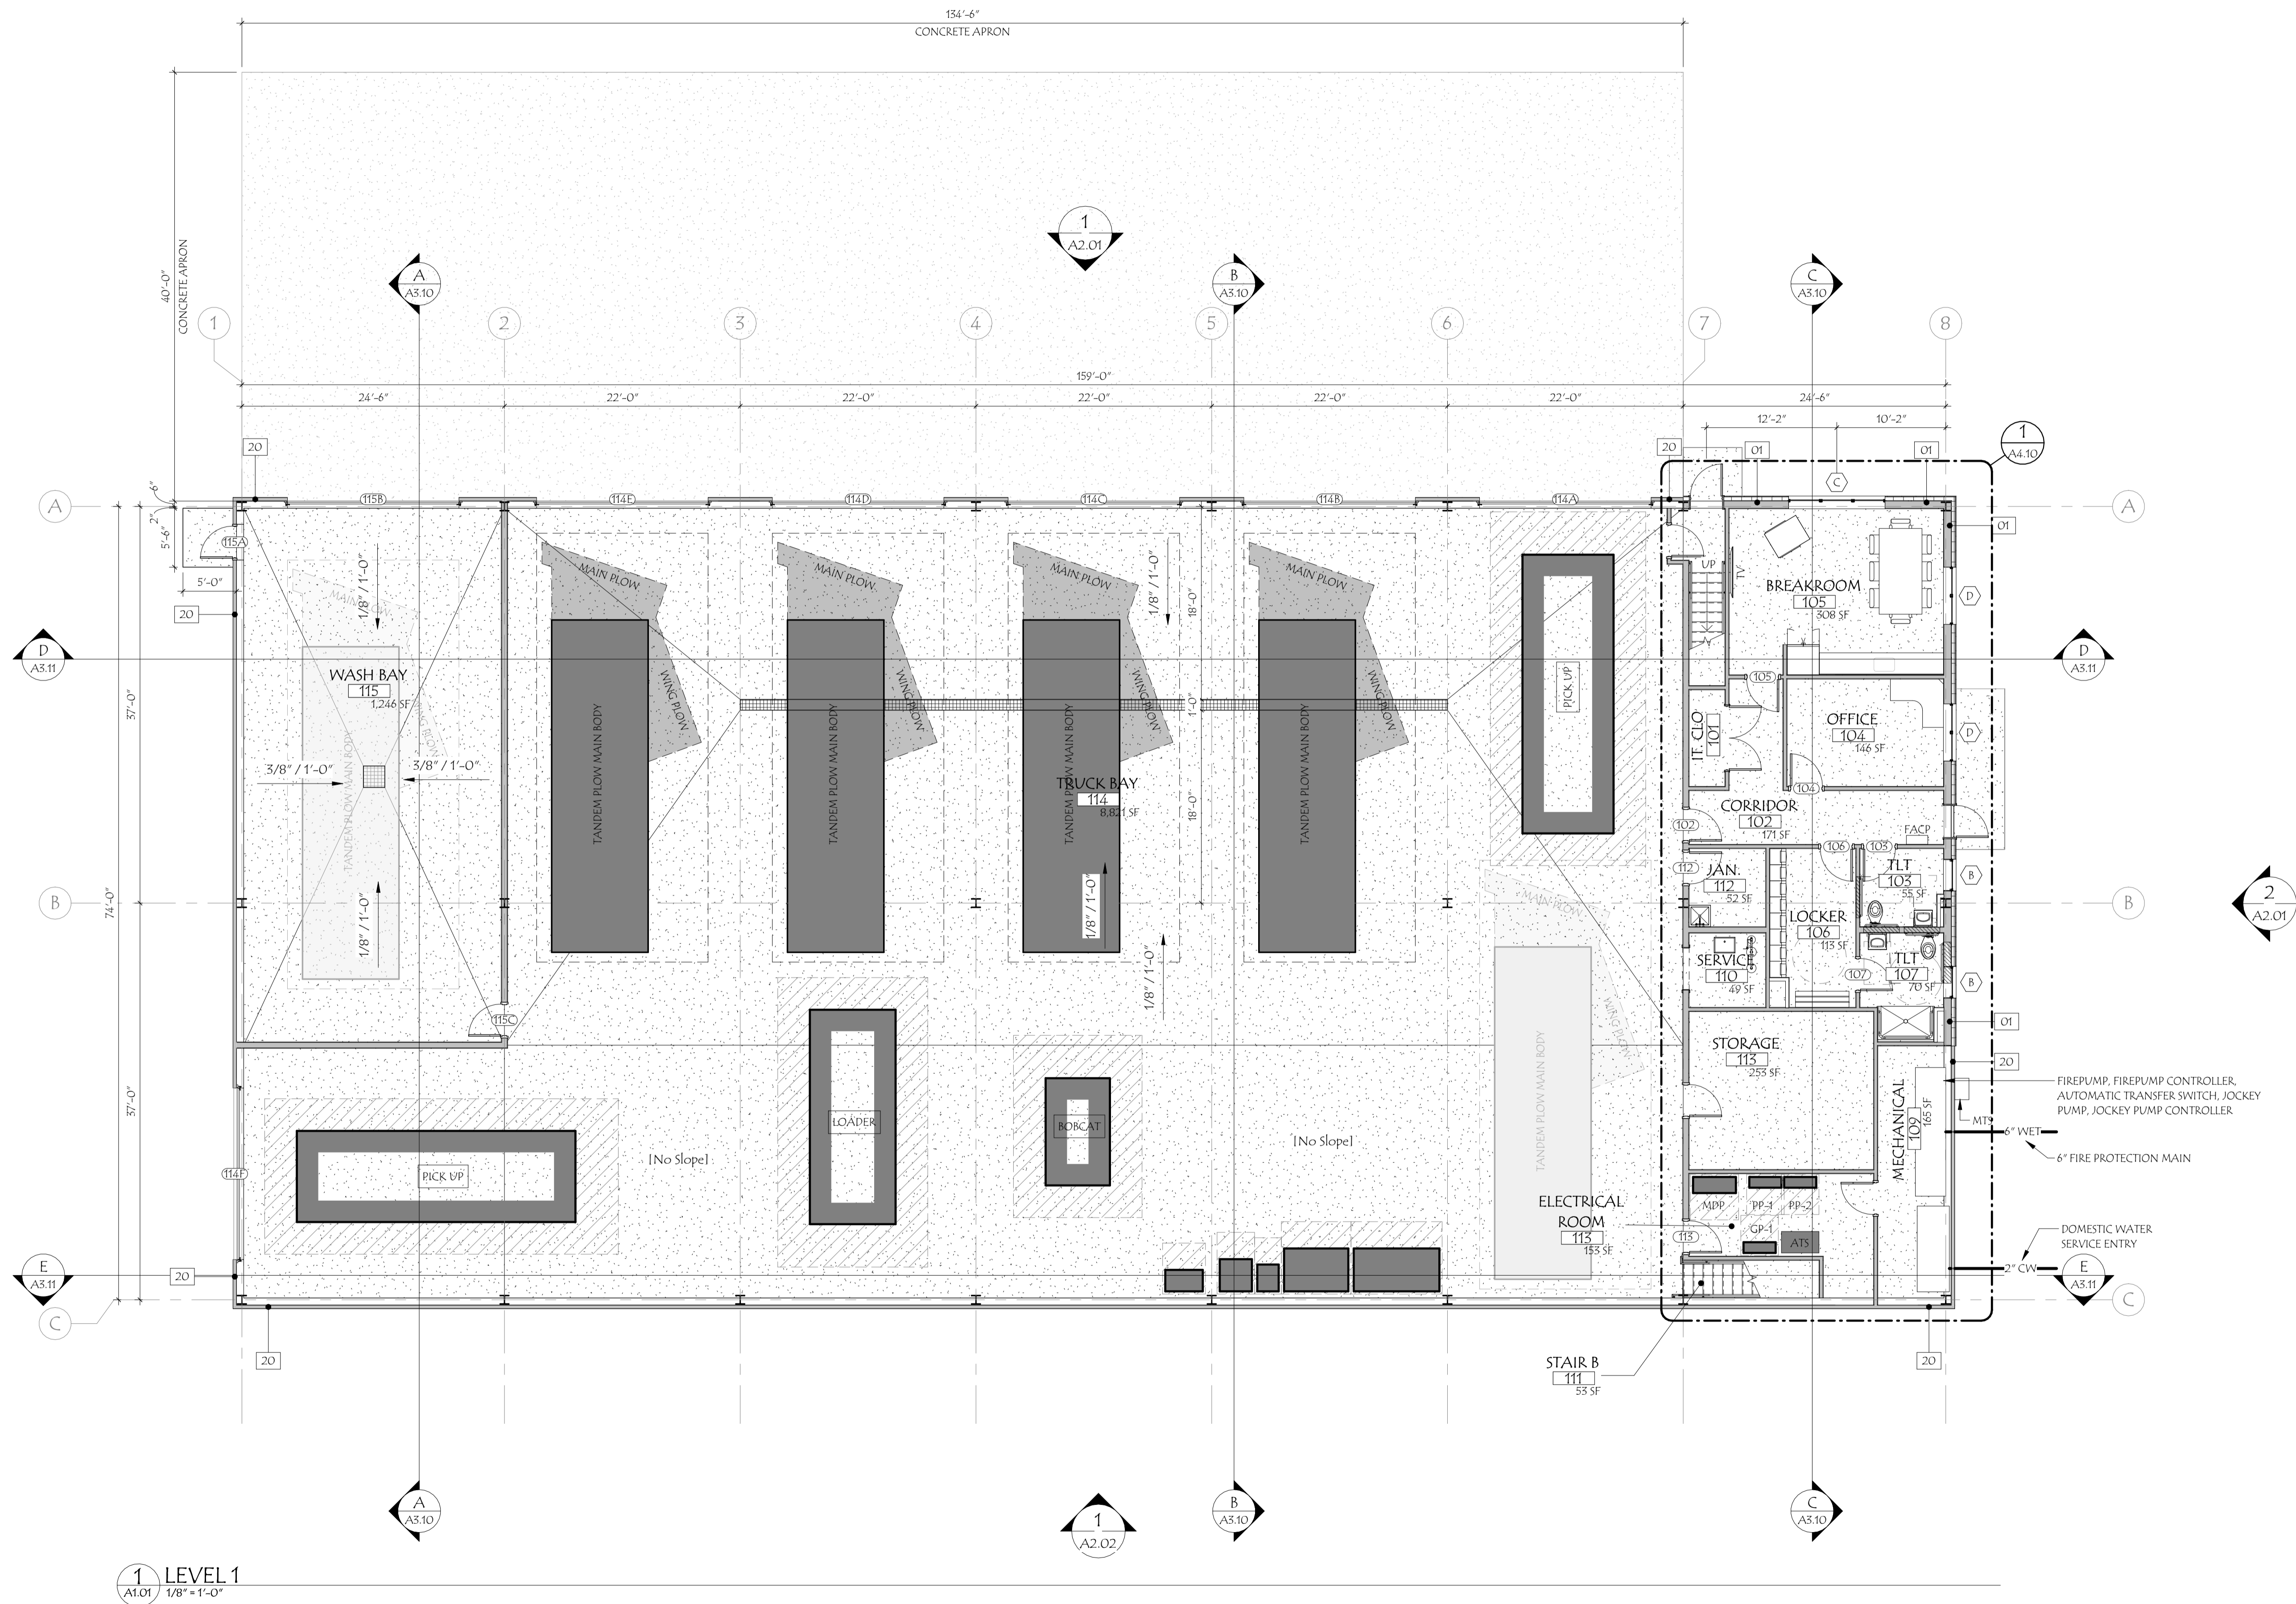 134'-6"
CONCRETE APRON
40'-0"
CONCRETE APRON
1
A2.01
A
A3.10
B
A3.10
C
A3.10
1
2
3
4
5
6
7
8
159'-0"
24'-6"
22'-0"
22'-0"
22'-0"
22'-0"
22'-0"
24'-6"
12'-2"
10'-2"
20
20
01
01
1
A4.10
C
6"
2"
5'-6"
5'-0"
A
115B
114E
114D
114C
114B
114A
A
115A
01
20
1/8" / 1'-0"
MAIN PLOW
MAIN PLOW
MAIN PLOW
MAIN PLOW
MAIN PLOW
1/8" / 1'-0"
18'-0"
UP
TV
BREAKROOM
105
308 SF
D
D
A3.11
D
A3.11
WASH BAY
115
1,246 SF
WING PLOW
WING PLOW
WING PLOW
WING PLOW
WING PLOW
PICK UP
105
37'-0"
1'-0"
IT. CLO
101
OFFICE
104
146 SF
D
TANDEM PLOW MAIN BODY
TANDEM PLOW MAIN BODY
TANDEM PLOW MAIN BODY
TANDEM PLOW MAIN BODY
TANDEM PLOW MAIN BODY
3/8" / 1'-0"
3/8" / 1'-0"
TRUCK BAY
114
8,821 SF
18'-0"
104
CORRIDOR
102
171 SF
102
FACP
106
103
112
JAN.
112
52 SF
TLT
103
55 SF
B
74'-0"
B
B
2
A2.01
1/8" / 1'-0"
1/8" / 1'-0"
1/8" / 1'-0"
MAIN PLOW
WING PLOW
TANDEM PLOW MAIN BODY
LOCKER
106
113 SF
SERVICE
110
49 SF
107
TLT
107
70 SF
B
115C
01
STORAGE
113
253 SF
20
37'-0"
MECHANICAL
109
165 SF
FIREPUMP, FIREPUMP CONTROLLER,
AUTOMATIC TRANSFER SWITCH, JOCKEY
PUMP, JOCKEY PUMP CONTROLLER
MTS
6" WET
6" FIRE PROTECTION MAIN
LOADER
BOBCAT
[No Slope]
[No Slope]
114F
PICK UP
ELECTRICAL
ROOM
113
153 SF
MDP
PP-1
PP-2
GP-1
ATS
113
DOMESTIC WATER
SERVICE ENTRY
2" CW
E
A3.11
E
A3.11
20
C
C
20
20
STAIR B
111
53 SF
A
A3.10
B
A3.10
C
A3.10
1
A2.02
1
A1.01
LEVEL 1
1/8" = 1'-0"